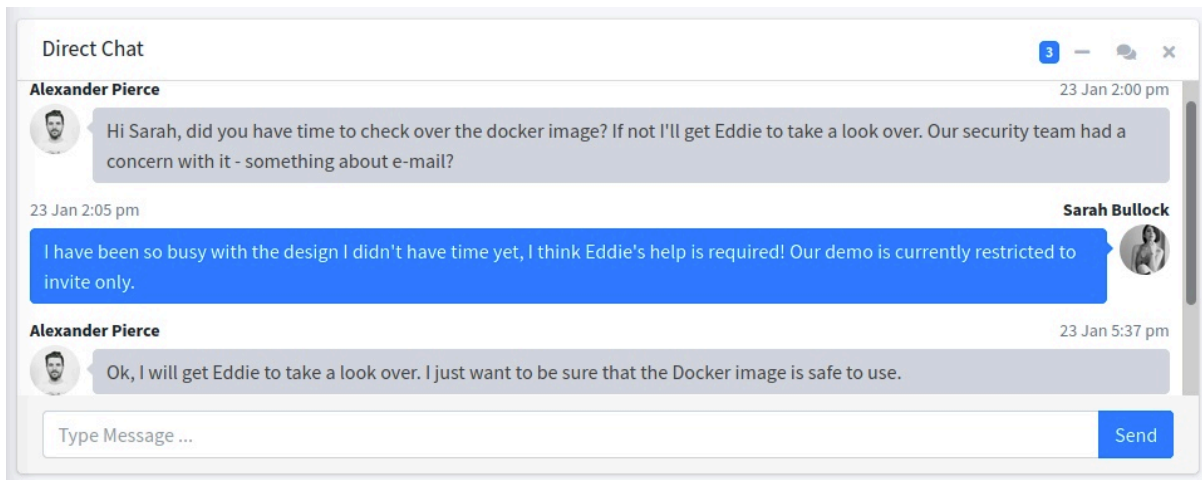 Direct Chat
3
Alexander Pierce
23 Jan 2:00 pm
Hi Sarah, did you have time to check over the docker image? If not I'll get Eddie to take a look over. Our security team had a
concern with it - something about e-mail?
23 Jan 2:05 pm
Sarah Bullock
I have been so busy with the design I didn't have time yet, I think Eddie's help is required! Our demo is currently restricted to
invite only.
Alexander Pierce
23 Jan 5:37 pm
Ok, I will get Eddie to take a look over. I just want to be sure that the Docker image is safe to use.
Type Message ...
Send